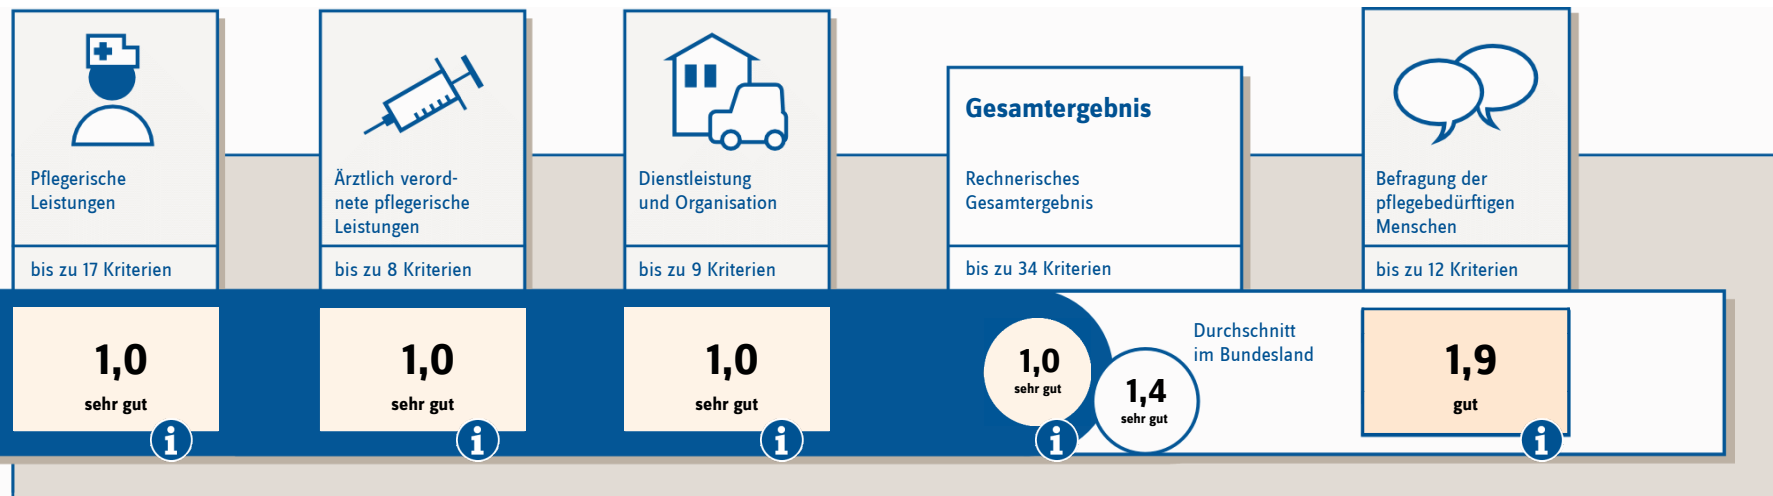 Pflegerische
Leistungen
bis zu 17 Kriterien
1,0
sehr gut
i
Ärztlich verord-
nete pflegerische
Leistungen
bis zu 8 Kriterien
1,0
sehr gut
i
Dienstleistung
und Organisation
bis zu 9 Kriterien
1,0
sehr gut
i
Gesamtergebnis
Rechnerisches
Gesamtergebnis
bis zu 34 Kriterien
1,0
sehr gut
i
1,4
sehr gut
Durchschnitt
im Bundesland
Befragung der
pflegebedürftigen
Menschen
bis zu 12 Kriterien
1,9
gut
i